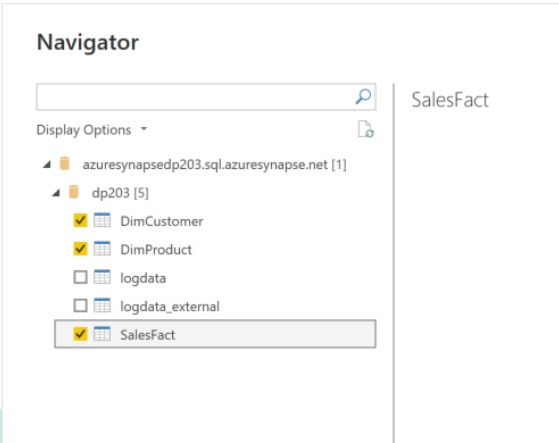 Navigator
Display Options
azuresynapsedp203.sql.azuresynapse.net [1]
dp203 [5]
DimCustomer
DimProduct
logdata
logdata_external
SalesFact
SalesFact